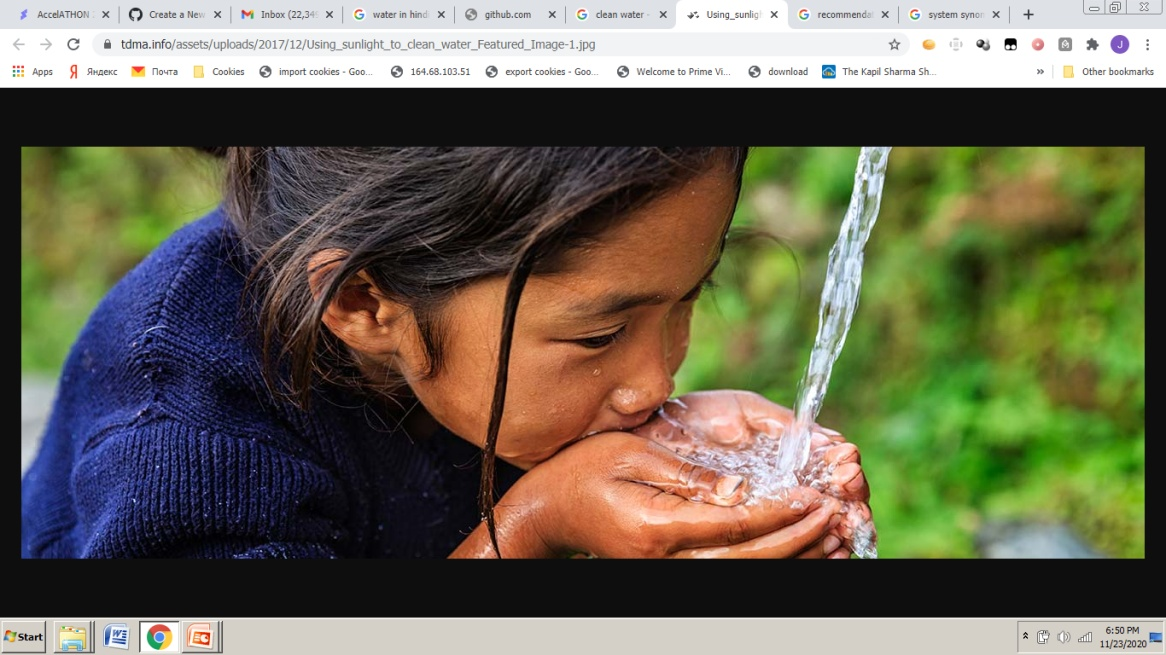 AccelATHON
Create a New
Inbox (22,34
water in hindi
github.com
clean water -
Using_sunlig
recommendat
system synon
tdma.info/assets/uploads/2017/12/Using_sunlight_to_clean_water_Featured_Image-1.jpg
J
Apps
Яндекс
Почта
Cookies
import cookies - Goo...
164.68.103.51
export cookies - Goo...
Welcome to Prime Vi...
download
The Kapil Sharma Sh...
»
Other bookmarks
Start
6:50 PM
11/23/2020